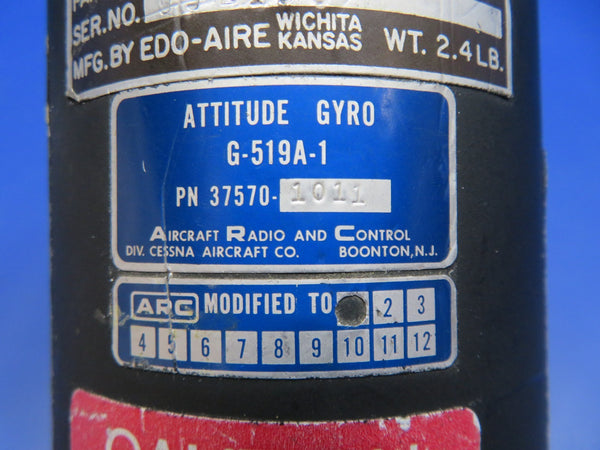 SER.NO.
MFG.BY EDO-AIRE WICHITA KANSAS WT. 2.4 LB.
ATTITUDE GYRO
G-519A-1
PN 37570-1011
AIRCRAFT RADIO AND CONTROL
DIV. CESSNA AIRCRAFT CO. BOONTON, N.J.
ARC MODIFIED TO 2 3
4 5 6 7 8 9 10 11 12